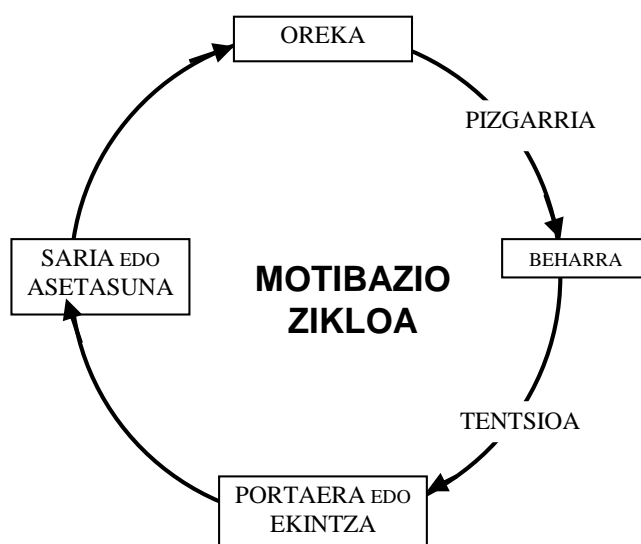 OREKA
PIZGARRIA
SARIA EDO
ASETASUNA
MOTIBAZIO
ZIKLOA
BEHARRA
TENTSIOA
PORTAERA EDO
EKINTZA